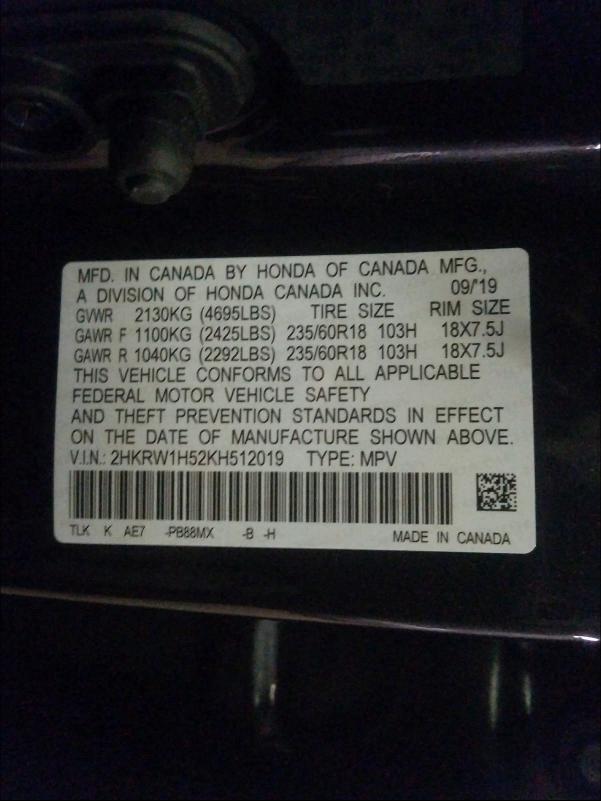 MFD. IN CANADA BY HONDA OF CANADA MFG.,
A DIVISION OF HONDA CANADA INC. 09/'19
GVWR 2130KG (4695LBS) TIRE SIZE RIM SIZE
GAWR F 1100KG (2425LBS) 235/60R18 103H 18X7.5J
GAWR R 1040KG (2292LBS) 235/60R18 103H 18X7.5J
THIS VEHICLE CONFORMS TO ALL APPLICABLE
FEDERAL MOTOR VEHICLE SAFETY
AND THEFT PREVENTION STANDARDS IN EFFECT
ON THE DATE OF MANUFACTURE SHOWN ABOVE.
V.I.N.: 2HKRW1H52KH512019 TYPE: MPV
TLK K AE7 -PB88MX -B -H MADE IN CANADA